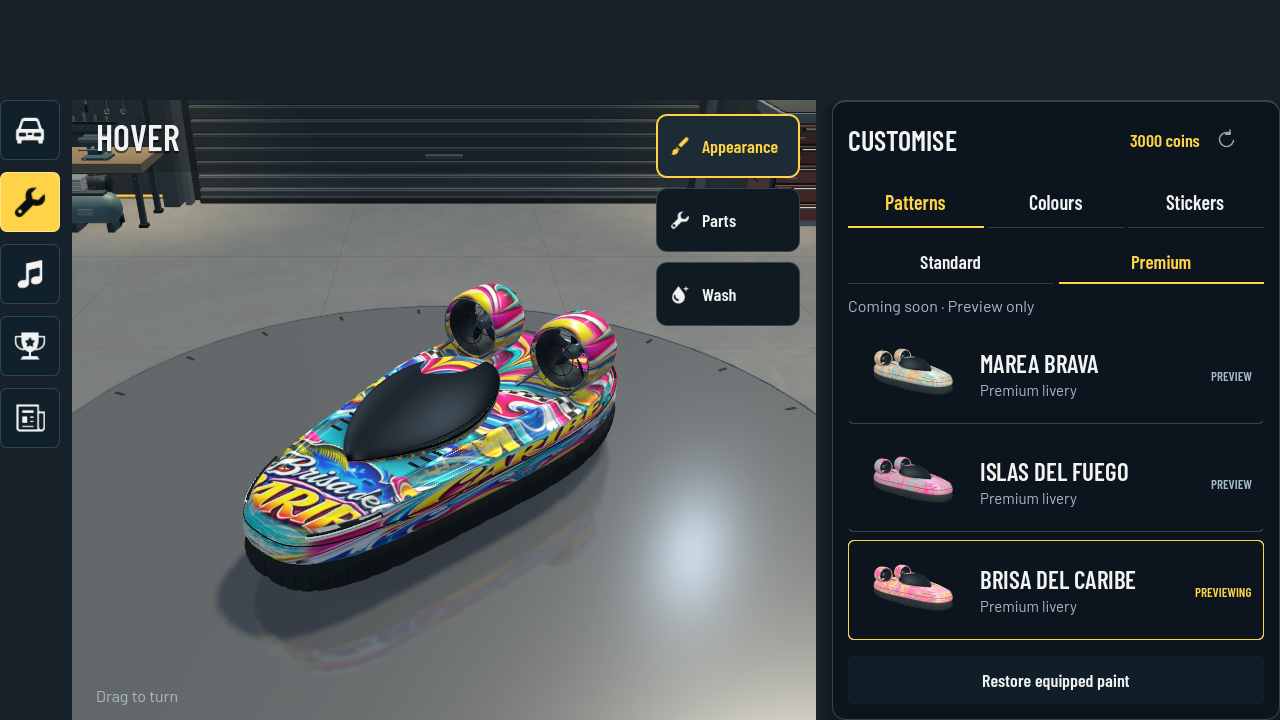 HOVER
Appearance
Parts
Wash
Brisa del
CARIBE
Drag to turn
CUSTOMISE
3000 coins
Patterns
Colours
Stickers
Standard
Premium
Coming soon · Preview only
MAREA BRAVA
Premium livery
PREVIEW
ISLAS DEL FUEGO
Premium livery
PREVIEW
BRISA DEL CARIBE
Premium livery
PREVIEWING
Restore equipped paint